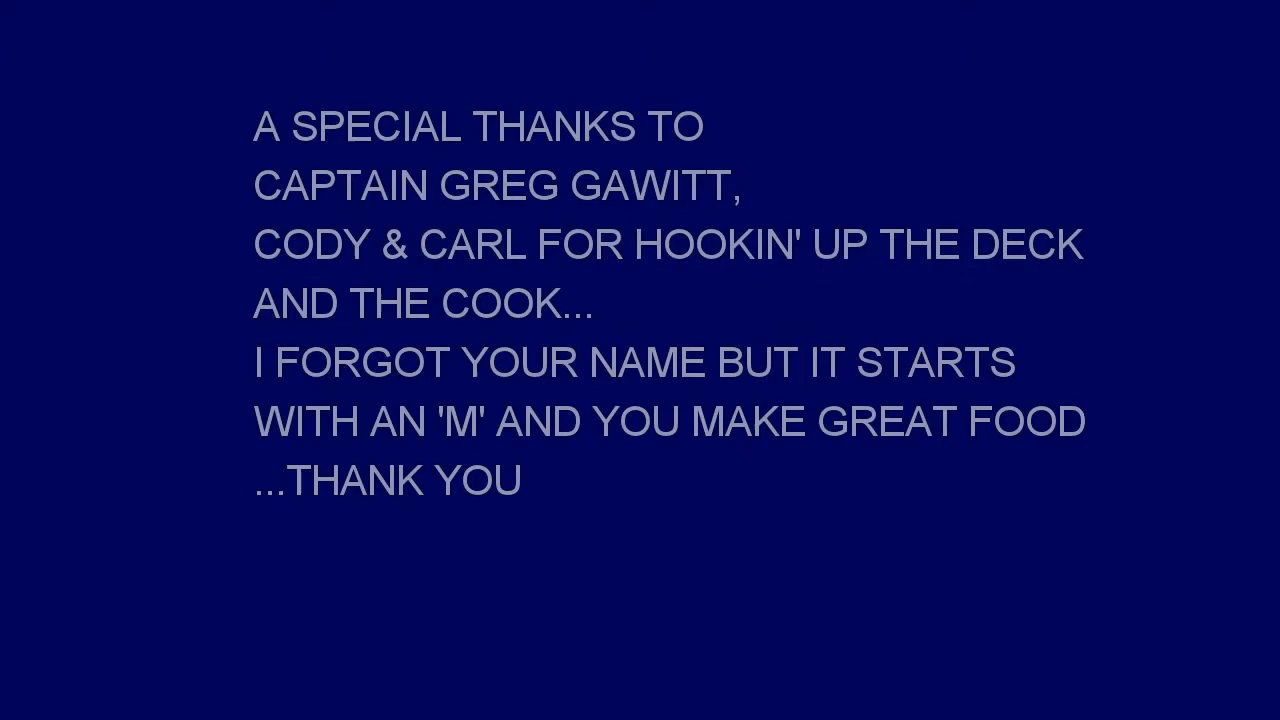 A SPECIAL THANKS TO
CAPTAIN GREG GAWITT,
CODY & CARL FOR HOOKIN' UP THE DECK
AND THE COOK...
I FORGOT YOUR NAME BUT IT STARTS
WITH AN 'M' AND YOU MAKE GREAT FOOD
...THANK YOU